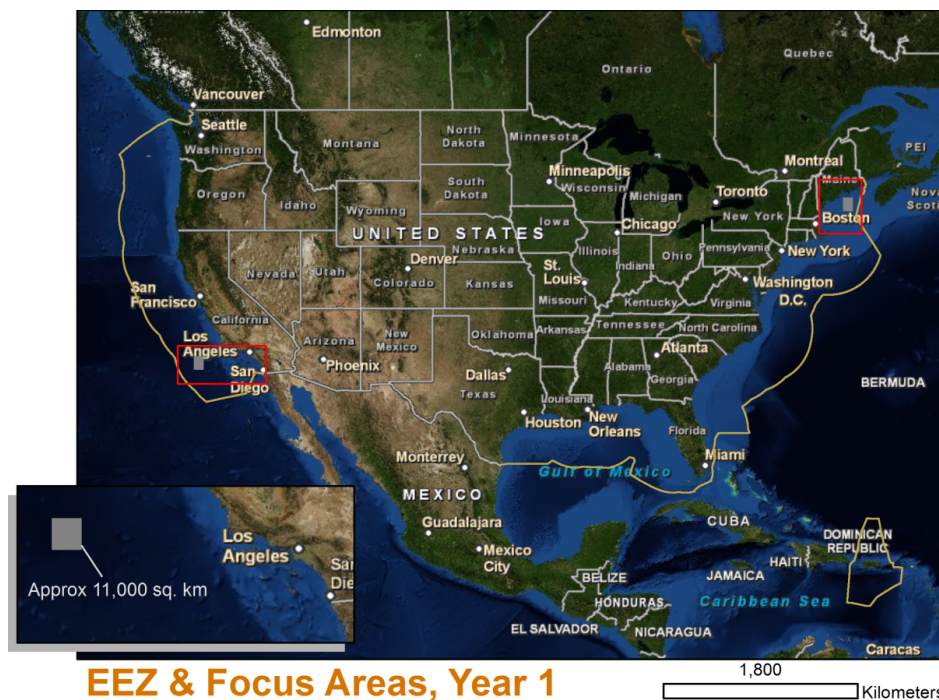 Columbia
Edmonton
Quebec
Ontario
Vancouver
Seattle
Washington
Montana
North
Dakota
Minnesota
Montréal
PEI
Maine
Nova
Scotia
Oregon
Idaho
Wyoming
South
Dakota
Minneapolis
Wisconsin
Michigan
Toronto
New York
Boston
UNITED STATES
Iowa
Chicago
Nebraska
Illinois
Indiana
Ohio
Pennsylvania
New York
San
Francisco
Nevada
Utah
Denver
Colorado
Kansas
St.
Louis
Missouri
Kentucky
Virginia
Washington
D.C.
California
Los
Angeles
Arizona
New
Mexico
Oklahoma
Arkansas
Tennessee
North Carolina
San
Diego
Phoenix
Dallas
Texas
Alabama
Atlanta
Georgia
BERMUDA
Louisiana
Houston
New
Orleans
Florida
Miami
Monterrey
Gulf of Mexico
MEXICO
Guadalajara
Mexico
City
CUBA
DOMINICAN
REPUBLIC
HAITI
JAMAICA
BELIZE
HONDURAS
Caribbean Sea
EL SALVADOR
NICARAGUA
Caracas
Los
Angeles
Sa
Die
Approx 11,000 sq. km
EEZ & Focus Areas, Year 1
1,800
Kilometers